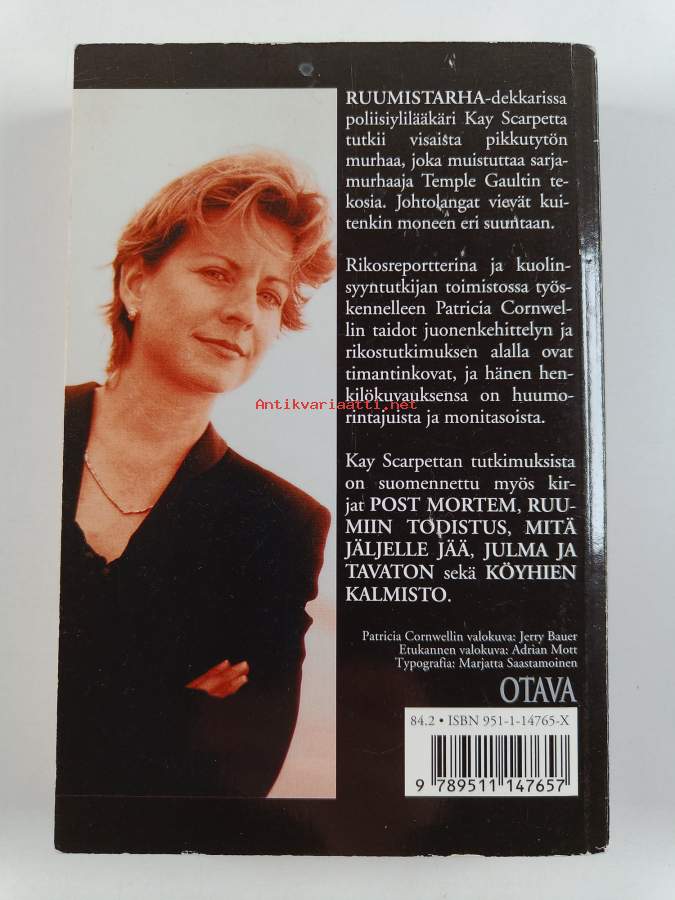 RUUMISTARHA-dekkarissa
poliisiylilääkäri Kay Scarpetta
tutkii visaista pikkutytön
murhaa, joka muistuttaa sarja-
murhaaja Temple Gaultin te-
kosia. Johtolangat vievät kui-
tenkin moneen eri suuntaan.
Rikosreportterina ja kuolin-
syyntutkijan toimistossa työs-
kennelleen Patricia Cornwel-
lin taidot juonenkehittelyn ja
rikostutkimuksen alalla ovat
timantinkovat, ja hänen hen-
kilökuvauksensa on huumo-
rintajuista ja monitasoista.
Antikvariaatti.net
Kay Scarpettan tutkimuksista
on suomennettu myös kir-
jat POST MORTEM, RUU-
MIIN TODISTUS, MITÄ
JÄLJELLE JÄÄ, JULMA JA
TAVATON sekä KÖYHIEN
KALMISTO.
Patricia Cornwellin valokuva: Jerry Bauer
Etukannen valokuva: Adrian Mott
Typografia: Marjatta Saastamoinen
OTAVA
84.2 • ISBN 951-1-14765-X
9 789511 147657